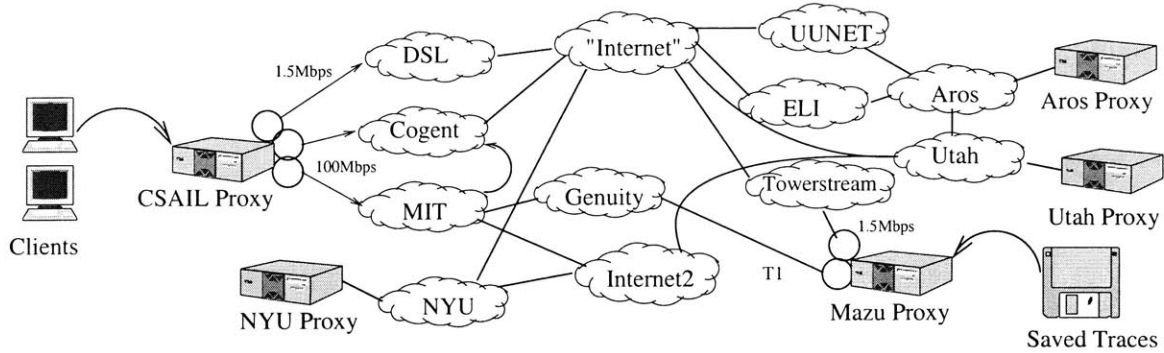 UUNET
DSL
"Internet"
1.5Mbps
ELI
Aros
Aros Proxy
Cogent
100Mbps
Utah
CSAIL Proxy
MIT
Genuity
Towerstream
Utah Proxy
Clients
1.5Mbps
Internet2
T1
NYU
NYU Proxy
Mazu Proxy
Saved Traces